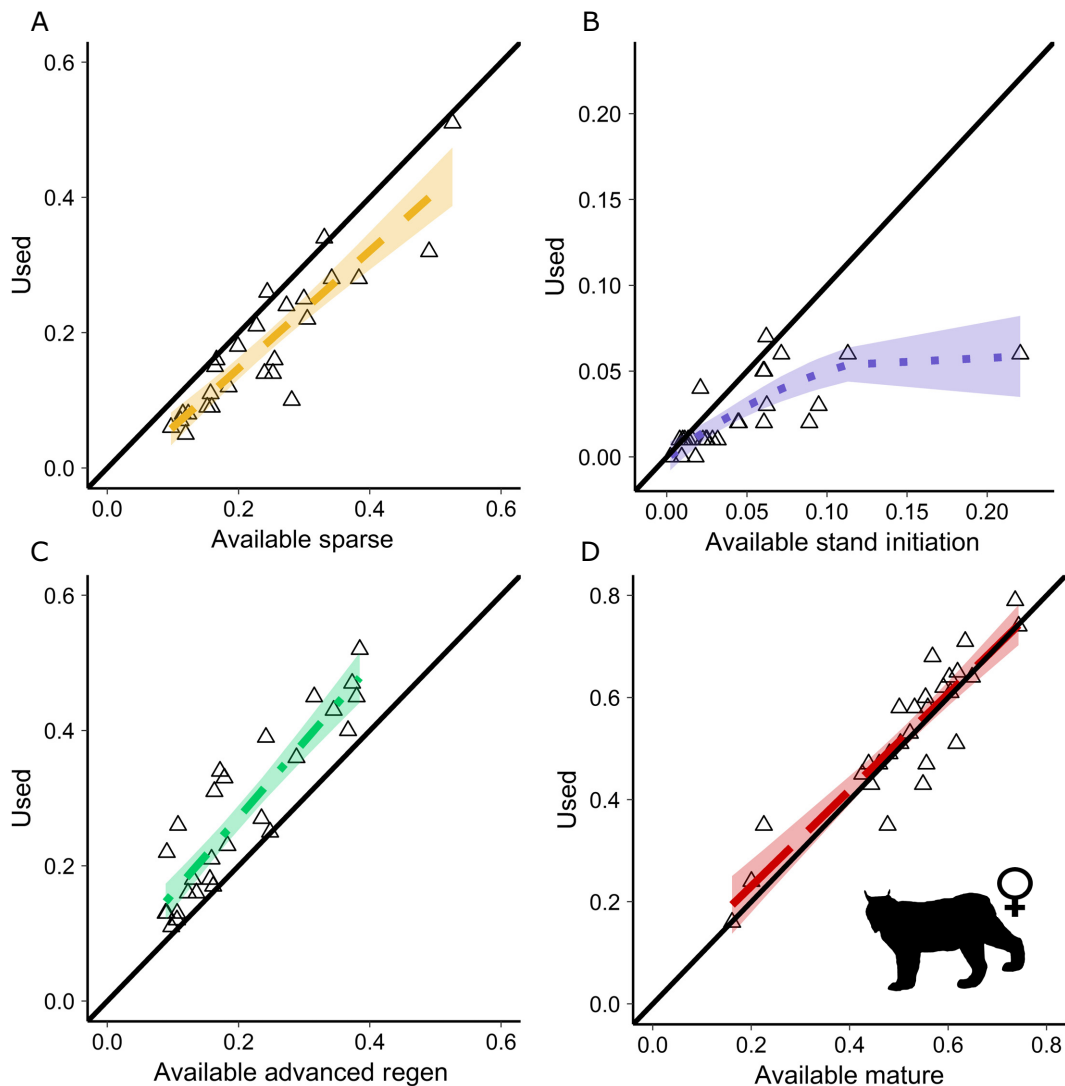 A
0.6
0.4
0.2
0.0
Used
0.0 0.2 0.4 0.6
Available sparse
B
0.20
0.15
0.10
0.05
0.00
Used
0.00 0.05 0.10 0.15 0.20
Available stand initiation
C
0.6
0.4
0.2
0.0
Used
0.0 0.2 0.4 0.6
Available advanced regen
D
0.8
0.6
0.4
0.2
0.0
Used
0.0 0.2 0.4 0.6 0.8
Available mature
♀